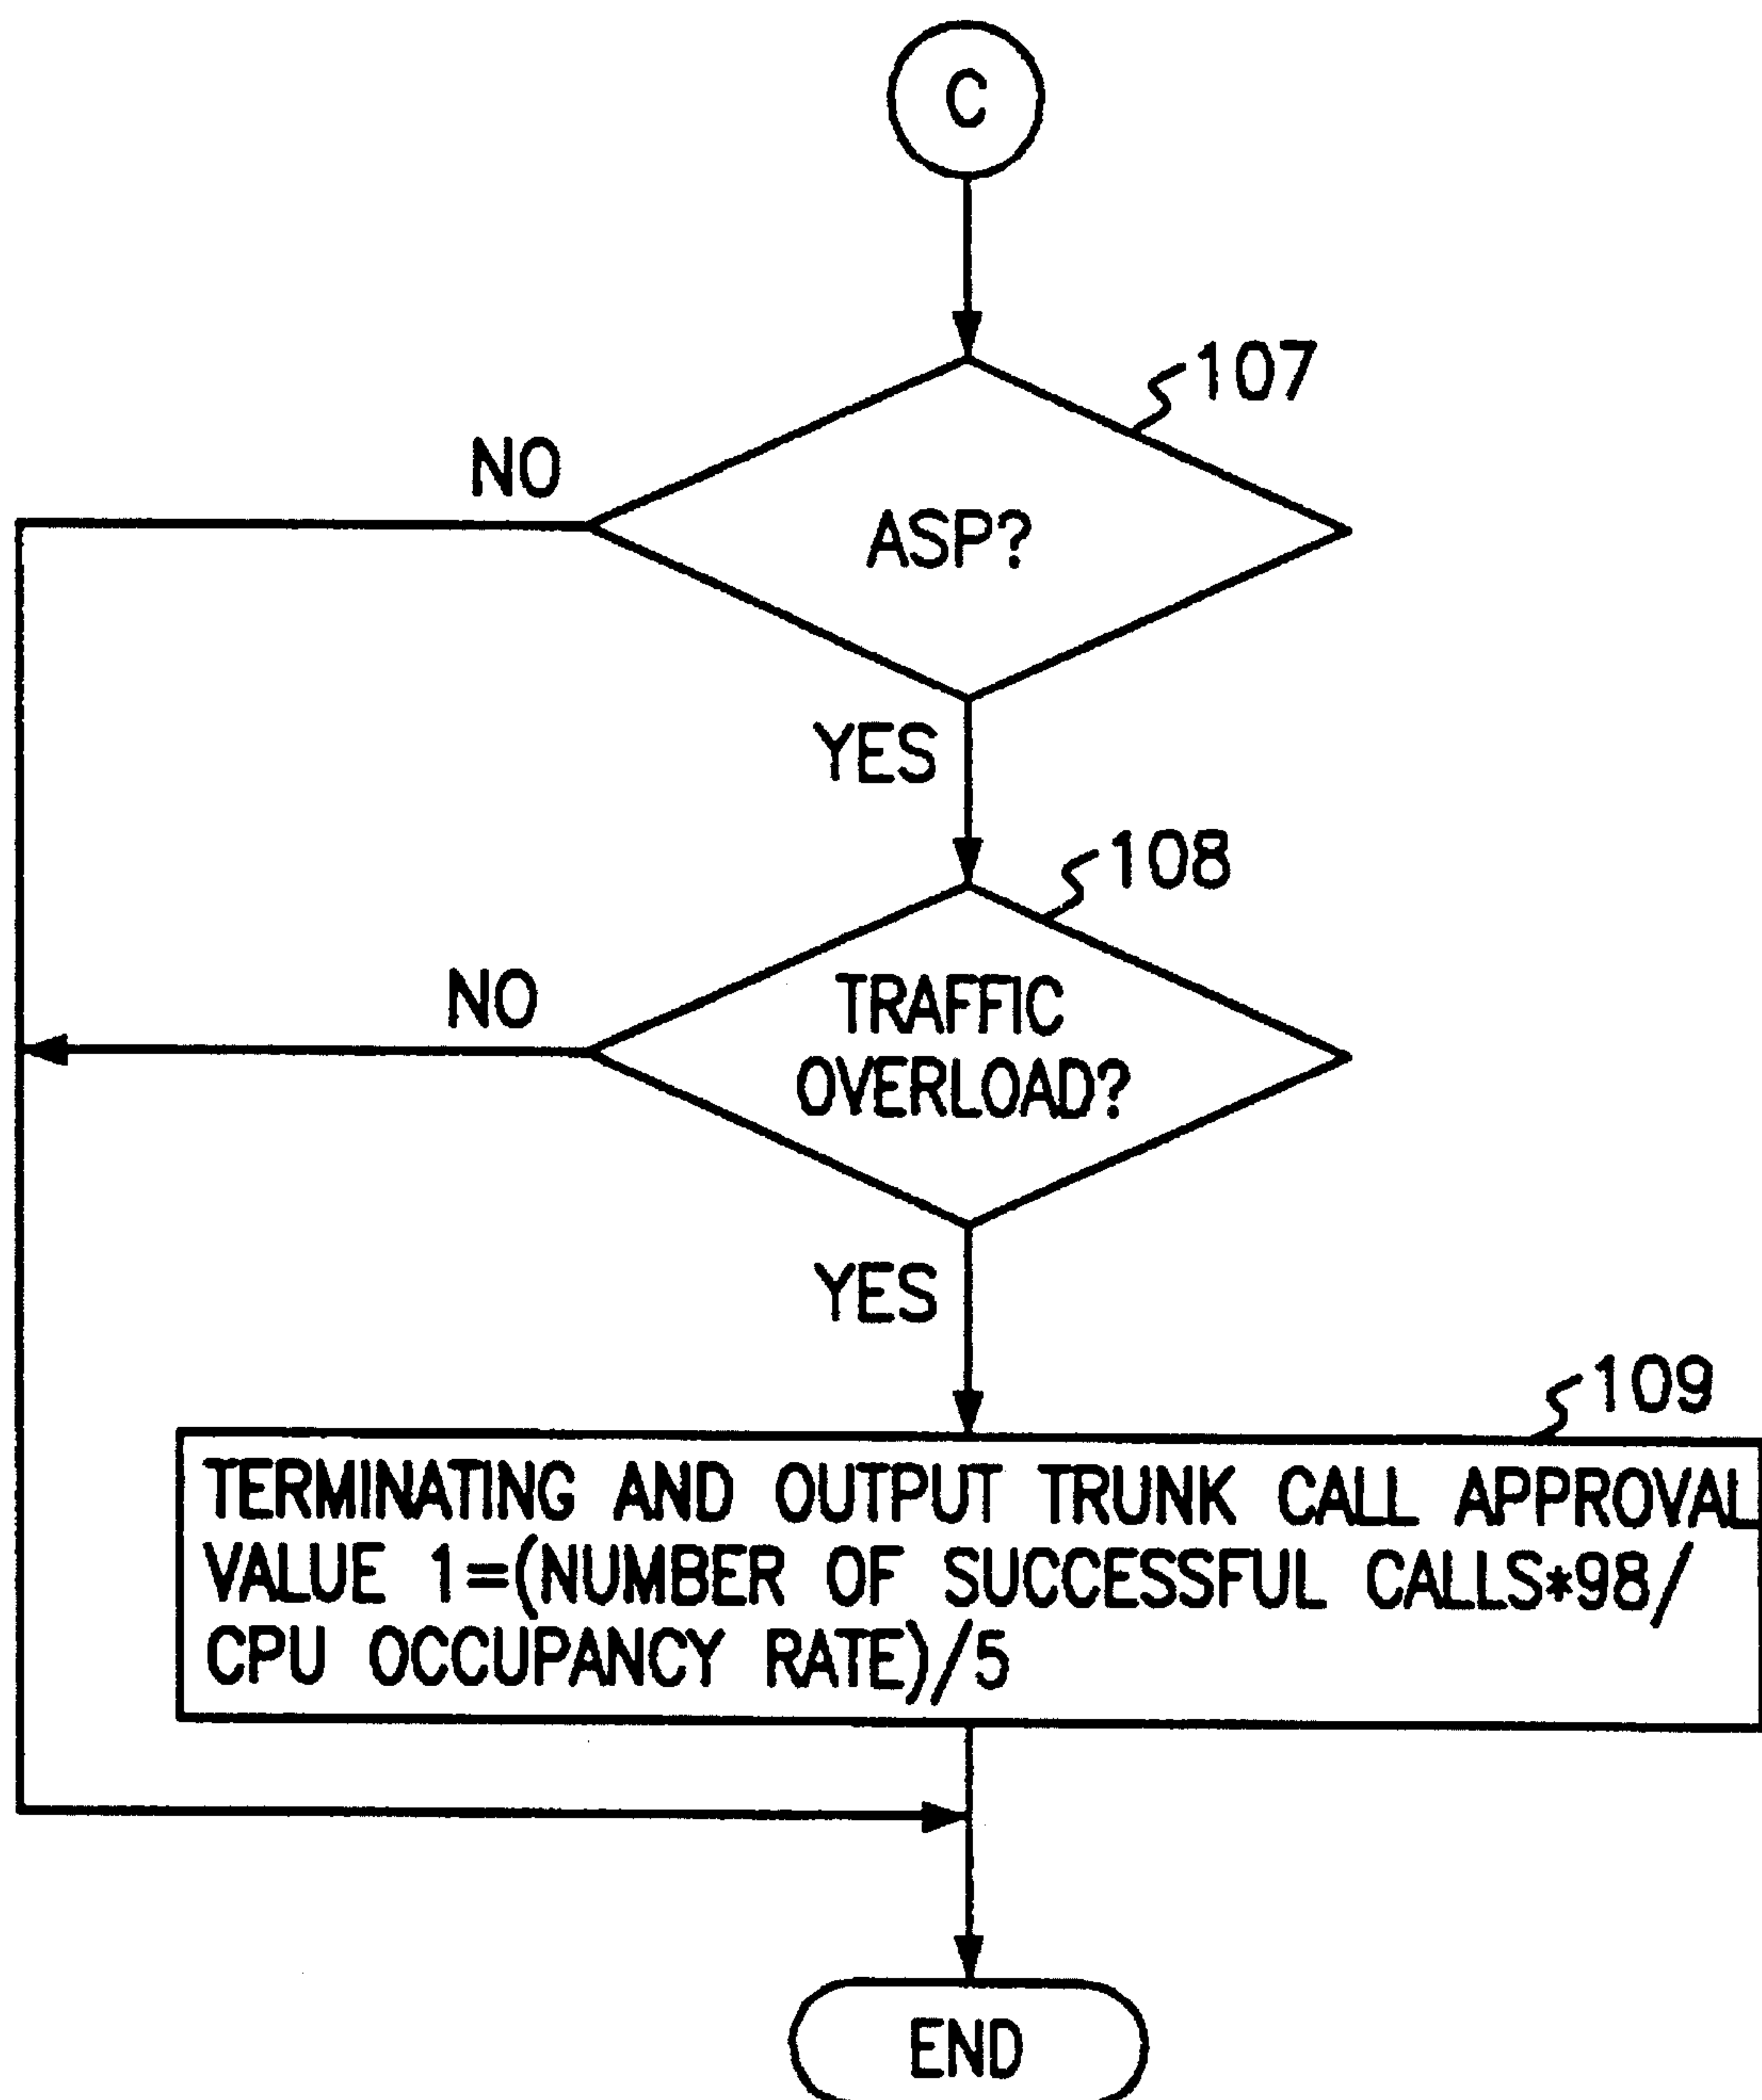 C
107
NO
ASP?
YES
108
NO
TRAFFIC
OVERLOAD?
YES
109
TERMINATING AND OUTPUT TRUNK CALL APPROVAL
VALUE 1=(NUMBER OF SUCCESSFUL CALLS*98/
CPU OCCUPANCY RATE)/5
END